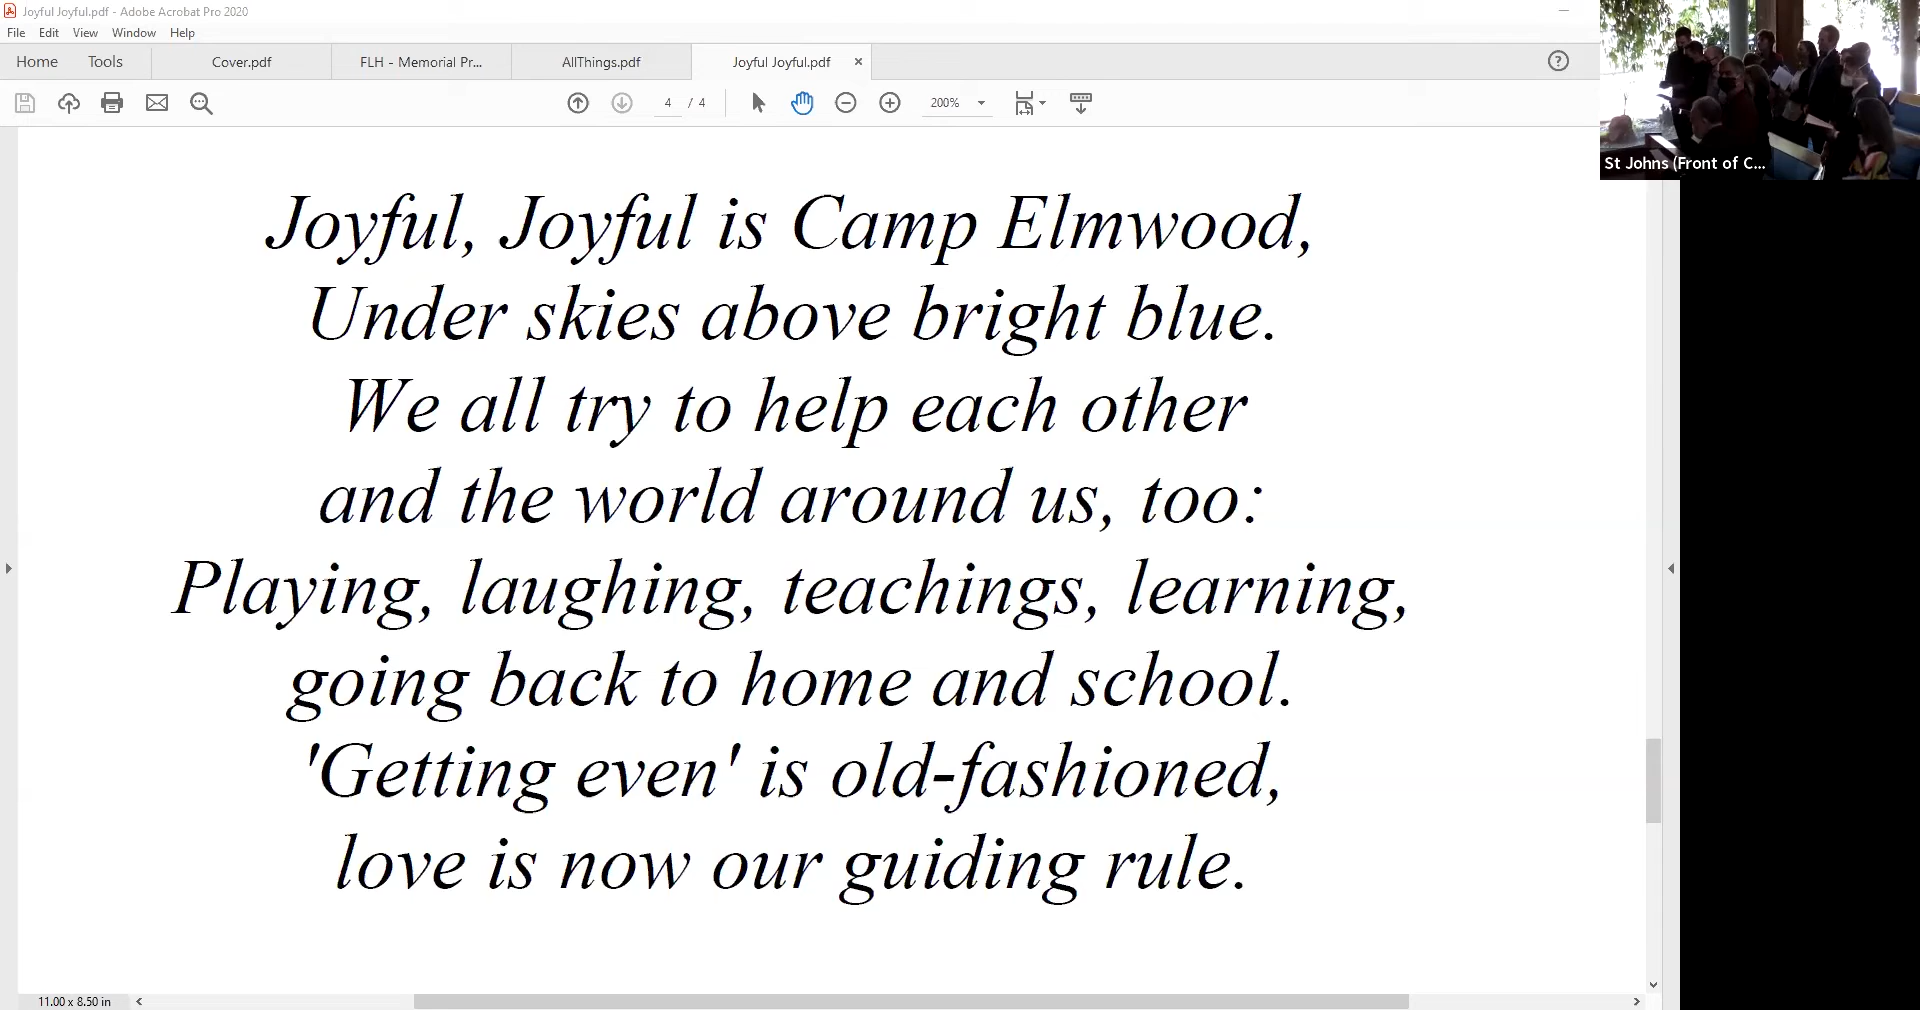 Joyful Joyful.pdf - Adobe Acrobat Pro 2020
File Edit View Window Help
Home Tools Cover.pdf FLH - Memorial Pr... AllThings.pdf Joyful Joyful.pdf ×
4 / 4 200%
St Johns (Front of C...
Joyful, Joyful is Camp Elmwood,
Under skies above bright blue.
We all try to help each other
and the world around us, too:
Playing, laughing, teachings, learning,
going back to home and school.
'Getting even' is old-fashioned,
love is now our guiding rule.
11.00 x 8.50 in